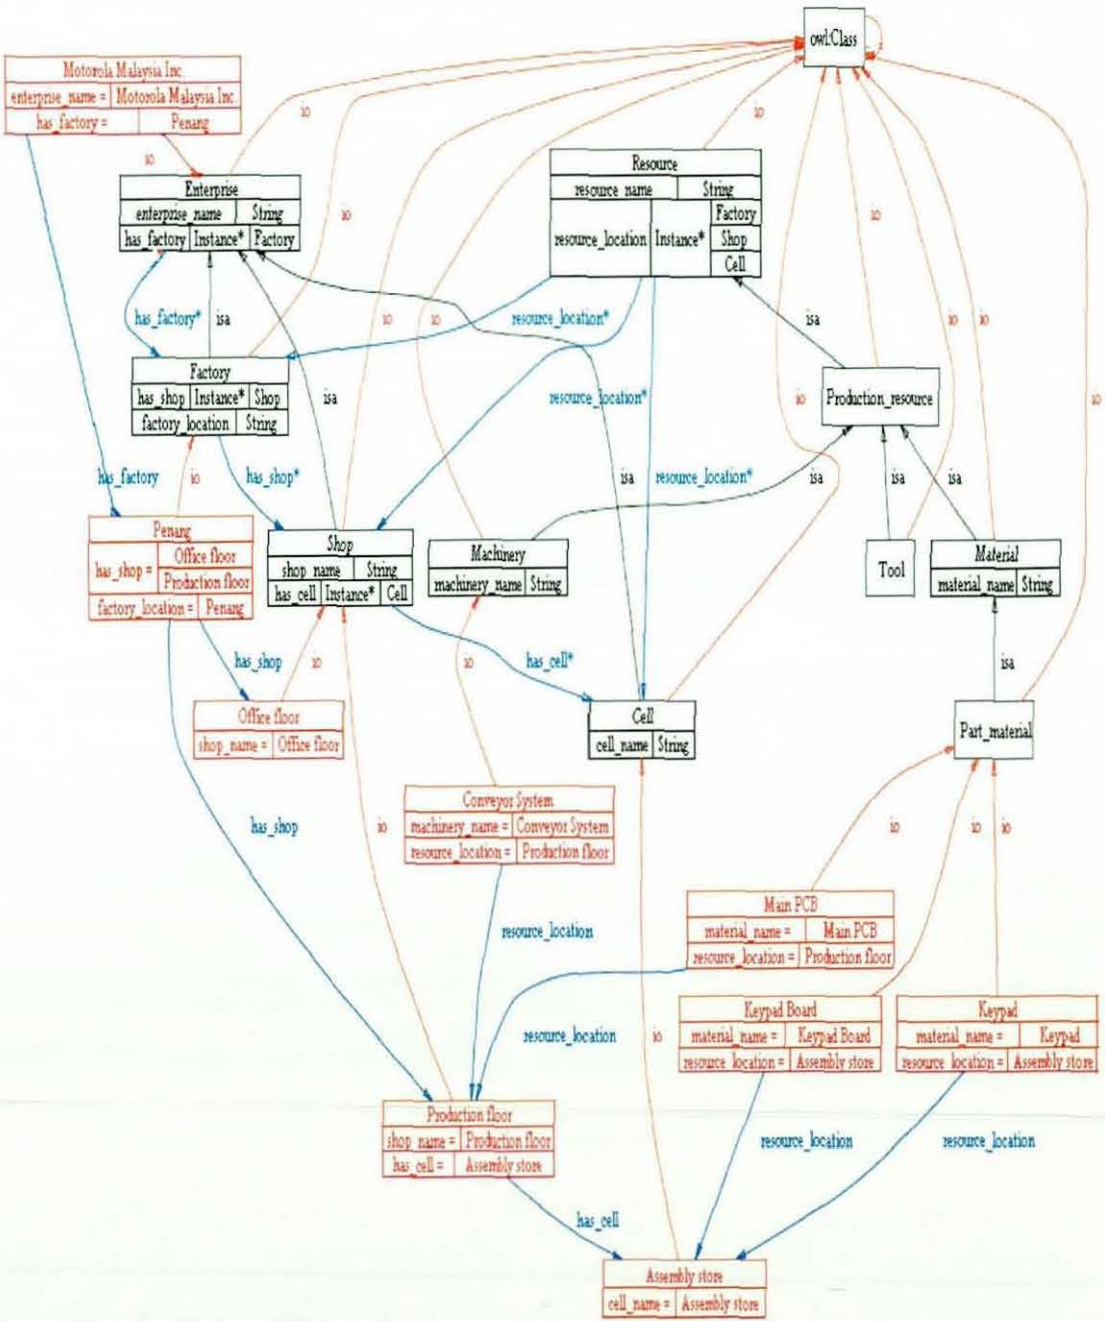 owl:Class
Motorola Malaysia Inc.
enterprise_name = Motorola Malaysia Inc.
has_factory = Penang
io
io
io
Enterprise
enterprise_name String
has_factory Instance* Factory
Resource
resource_name String
resource_location Instance* Factory
Shop
Cell
io
io
io
has_factory*
isa
resource_location*
io
io
isa
io
io
Factory
has_shop Instance* Shop
factory_location String
isa
resource_location*
Production_resource
io
io
has_factory
io
has_shop*
isa
resource_location*
isa
isa
isa
Penang
has_shop = Office floor
Production floor
factory_location = Penang
Shop
shop_name String
has_cell Instance* Cell
Machinery
machinery_name String
Tool
Material
material_name String
has_shop
io
io
has_cell*
isa
Office floor
shop_name = Office floor
Cell
cell_name String
Part_material
Conveyor System
machinery_name = Conveyor System
resource_location = Production floor
has_shop
io
io
io
io
Main PCB
material_name = Main PCB
resource_location = Production floor
resource_location
Keypad Board
material_name = Keypad Board
resource_location = Assembly store
Keypad
material_name = Keypad
resource_location = Assembly store
resource_location
io
Production floor
shop_name = Production floor
has_cell = Assembly store
resource_location
resource_location
has_cell
Assembly store
cell_name = Assembly store